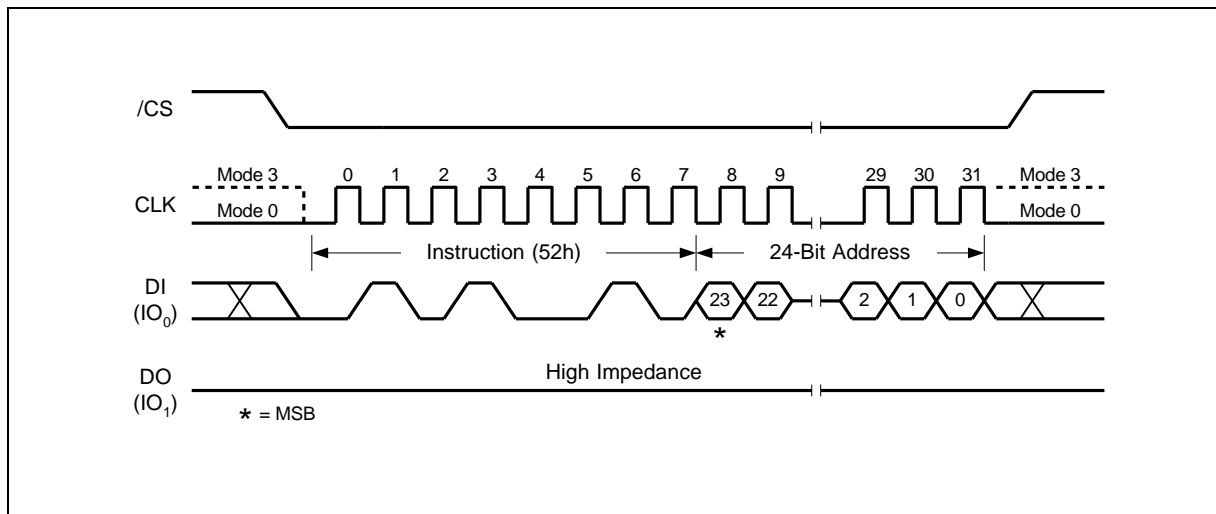 /CS
Mode 3 0 1 2 3 4 5 6 7 8 9 29 30 31 Mode 3
CLK Mode 0 Mode 0
Instruction (52h) 24-Bit Address
DI
(IO0) 23 22 2 1 0
*
High Impedance
DO
(IO1)
* = MSB